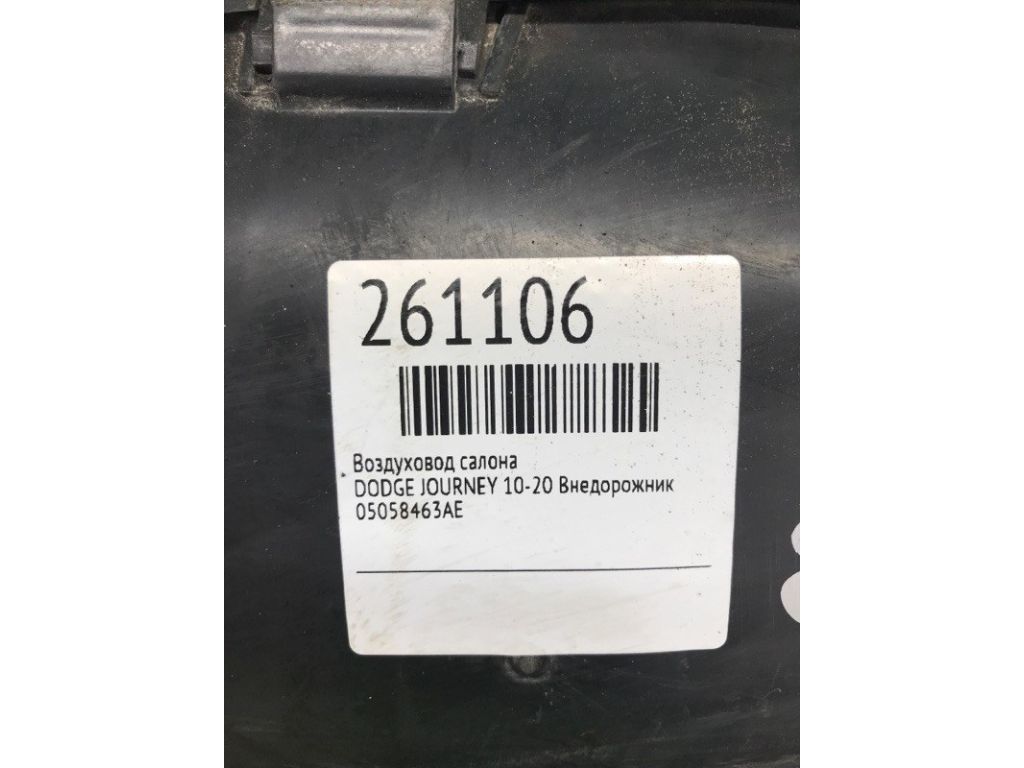 261106
Воздуховод салона
DODGE JOURNEY 10-20 Внедорожник
05058463AE